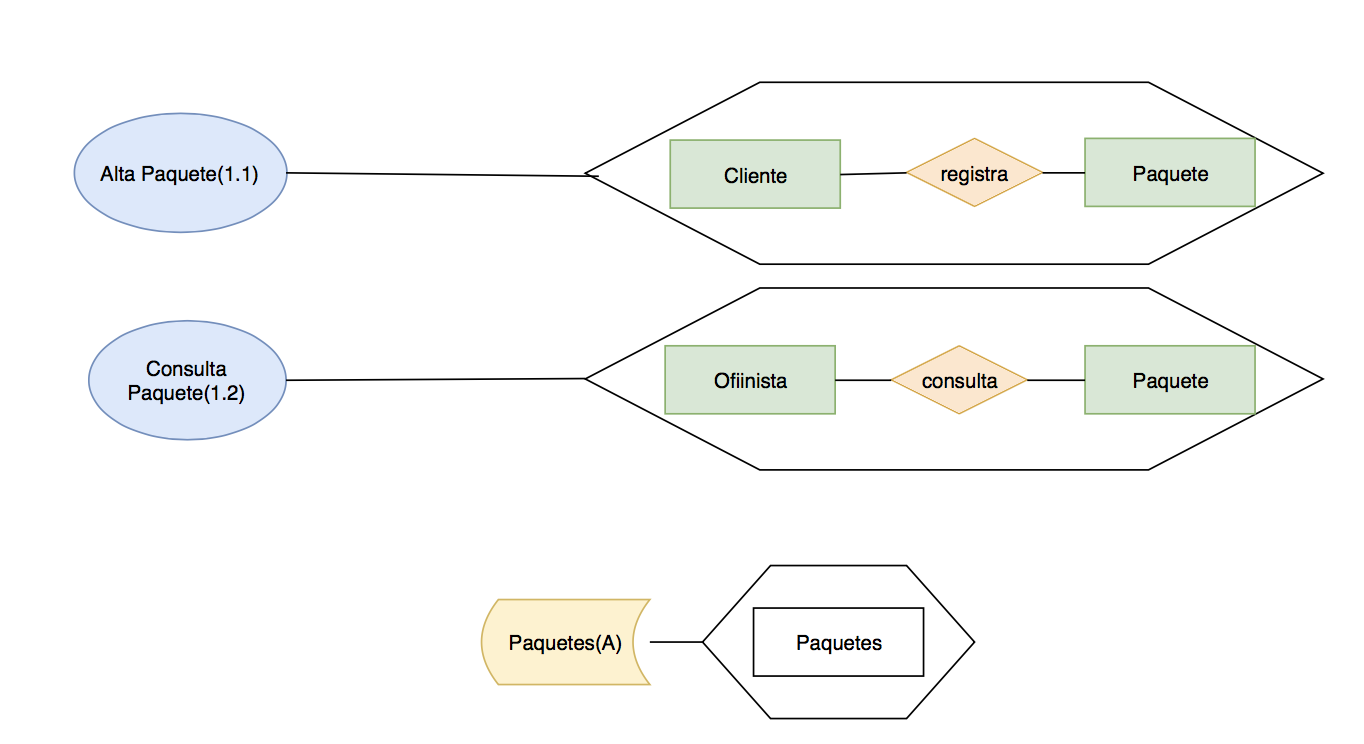 Alta Paquete(1.1)
Cliente
registra
Paquete
Consulta
Paquete(1.2)
Ofiinista
consulta
Paquete
Paquetes(A)
Paquetes